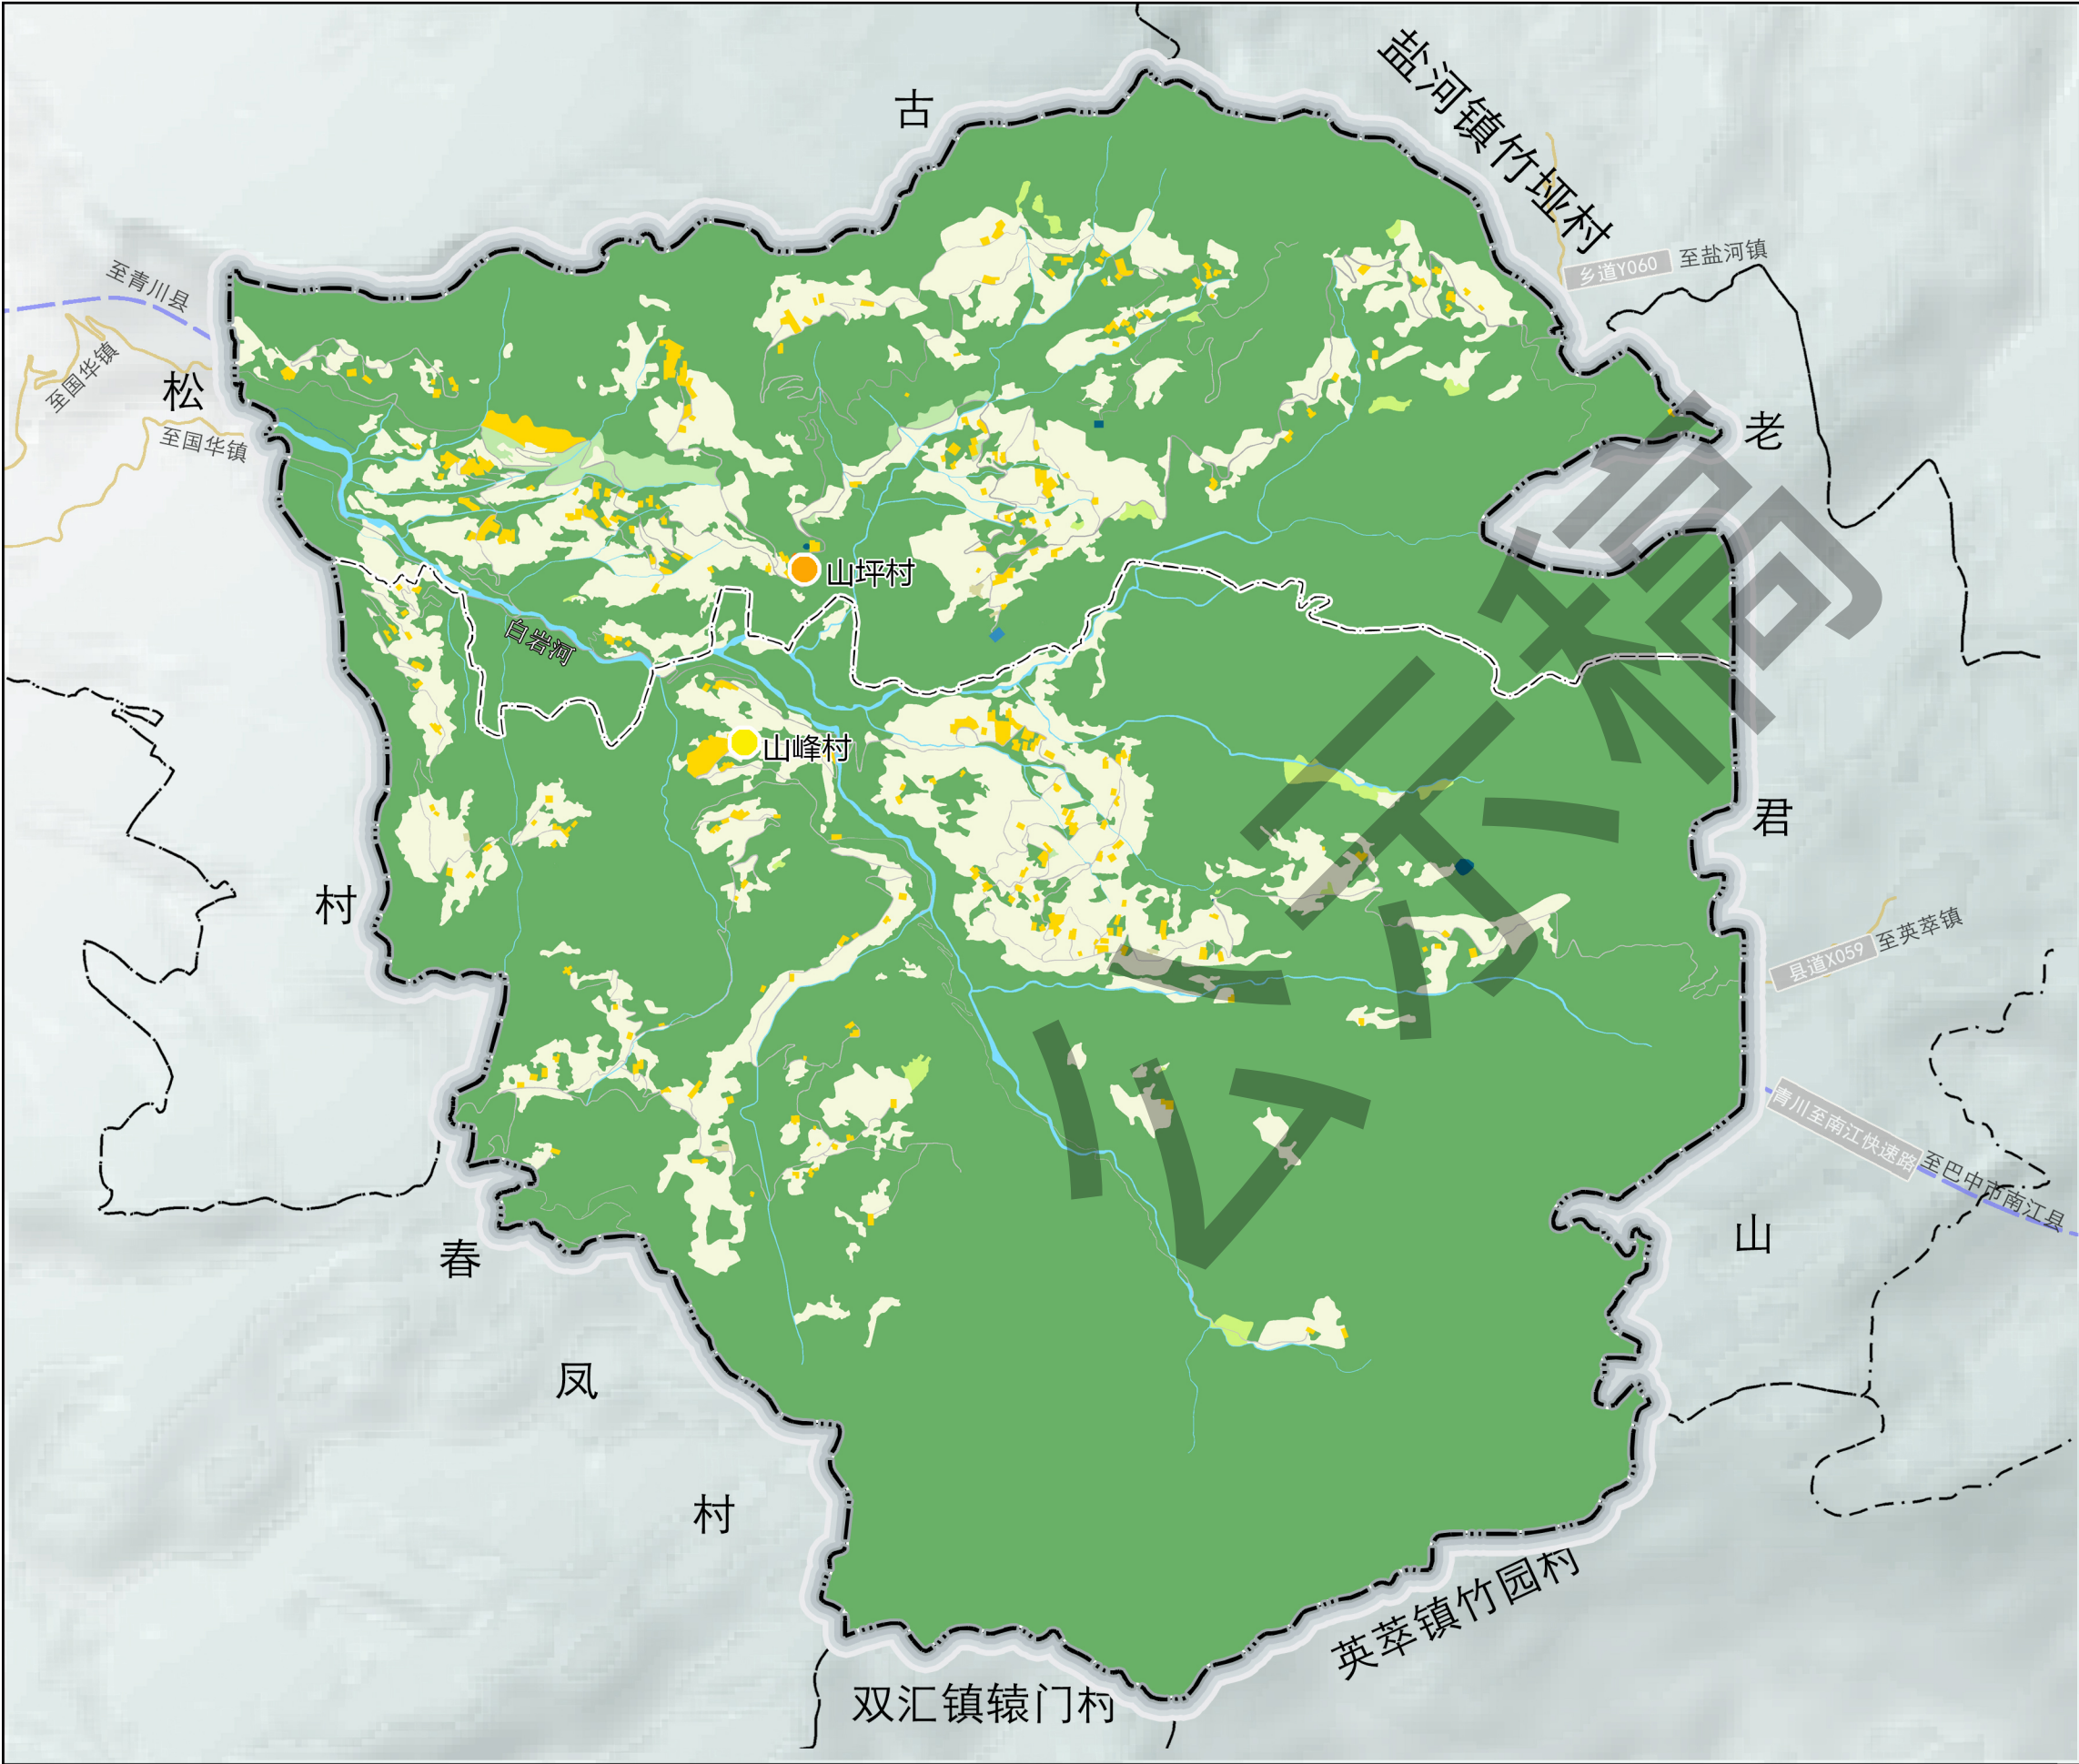 古
盐河镇竹垭村
乡道Y060
至盐河镇
至青川县
至国华镇
松
至国华镇
老
山坪村
白岩河
山峰村
君
村
县道X059
至英萃镇
青川至南江快速路
至巴中市南江县
山
春
凤
村
英萃镇竹园村
双汇镇辕门村
公示稿